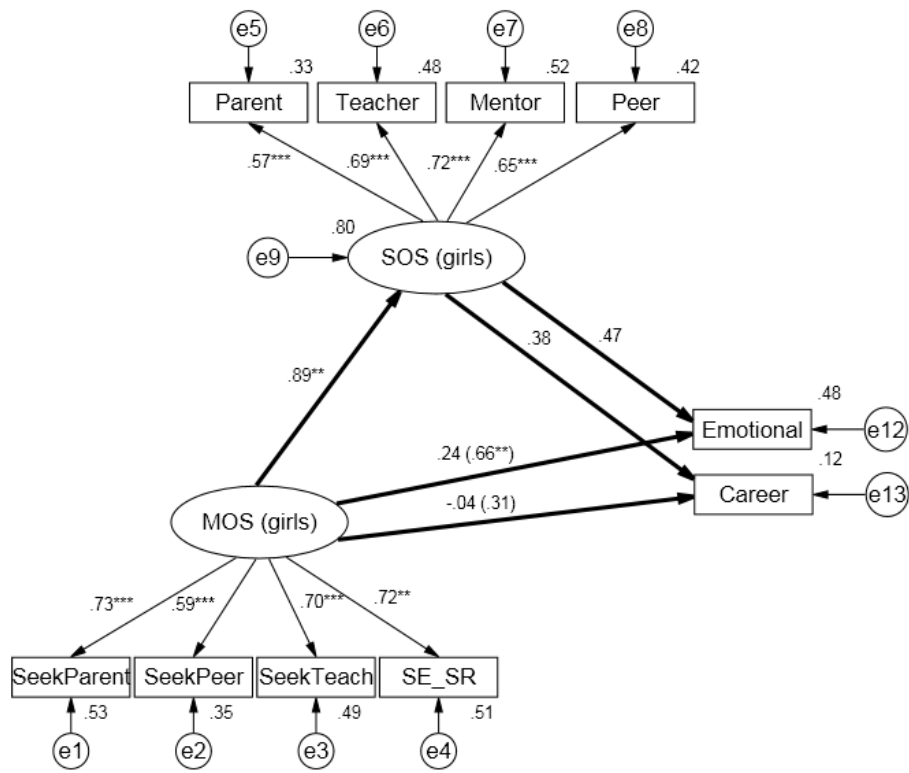 e5 e6 e7 e8
.33 .48 .52 .42
Parent Teacher Mentor Peer
.57*** .69*** .72*** .65***
.80
e9 SOS (girls)
.38 .47
.89**
.48
Emotional e12
.24 (.66**)
.12
Career e13
-.04 (.31)
MOS (girls)
.73*** .59*** .70*** .72**
SeekParent SeekPeer SeekTeach SE_SR
.53 .35 .49 .51
e1 e2 e3 e4